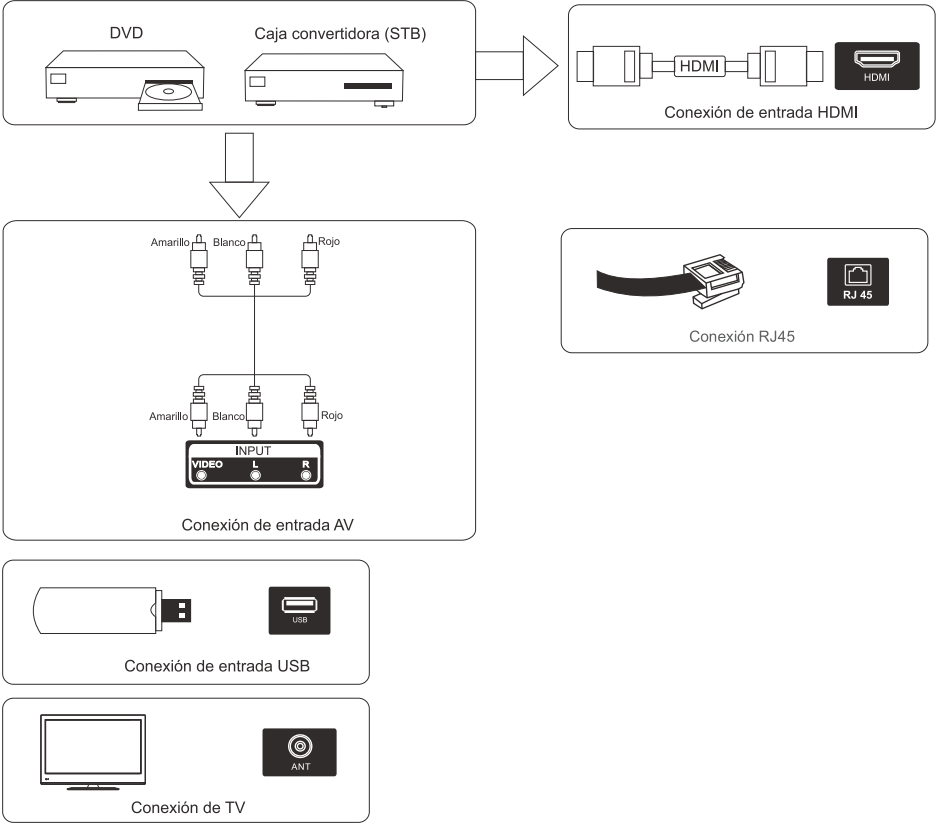 DVD
Caja convertidora (STB)
HDMI
HDMI
Conexión de entrada HDMI
Amarillo
Blanco
Rojo
Amarillo
Blanco
Rojo
INPUT
VIDEO L R
Conexión de entrada AV
RJ 45
Conexión RJ45
USB
Conexión de entrada USB
ANT
Conexión de TV